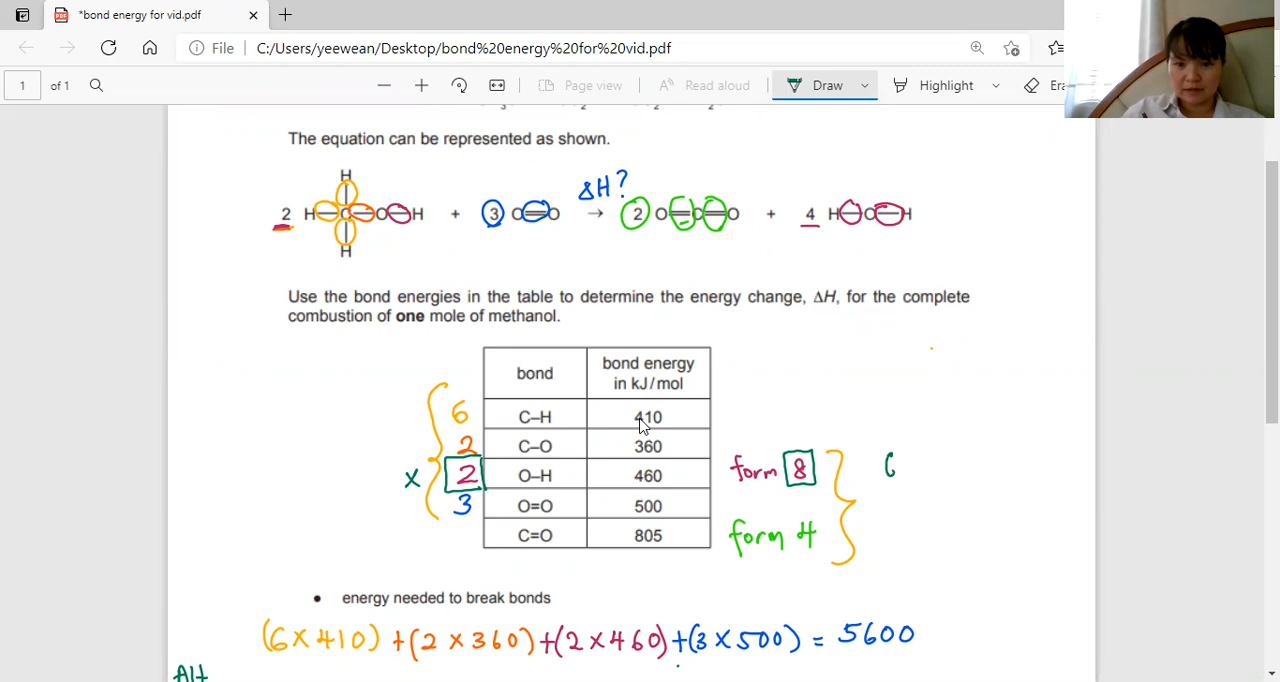 *bond energy for vid.pdf
File C:/Users/yeewean/Desktop/bond%20energy%20for%20vid.pdf
1 of 1 Page view Read aloud Draw Highlight Era
The equation can be represented as shown.
H
ΔH?
2 H C O H + 3 O O → 2 O C O + 4 H O H
H
Use the bond energies in the table to determine the energy change, ΔH, for the complete
combustion of one mole of methanol.
bond bond energy in kJ/mol
6 C–H 410
2 C–O 360
x 2 O–H 460 form 8
3 O=O 500
C=O 805 form 4
• energy needed to break bonds
(6 x 410) + (2 x 360) + (2 x 460) + (3 x 500) = 5600
Alt